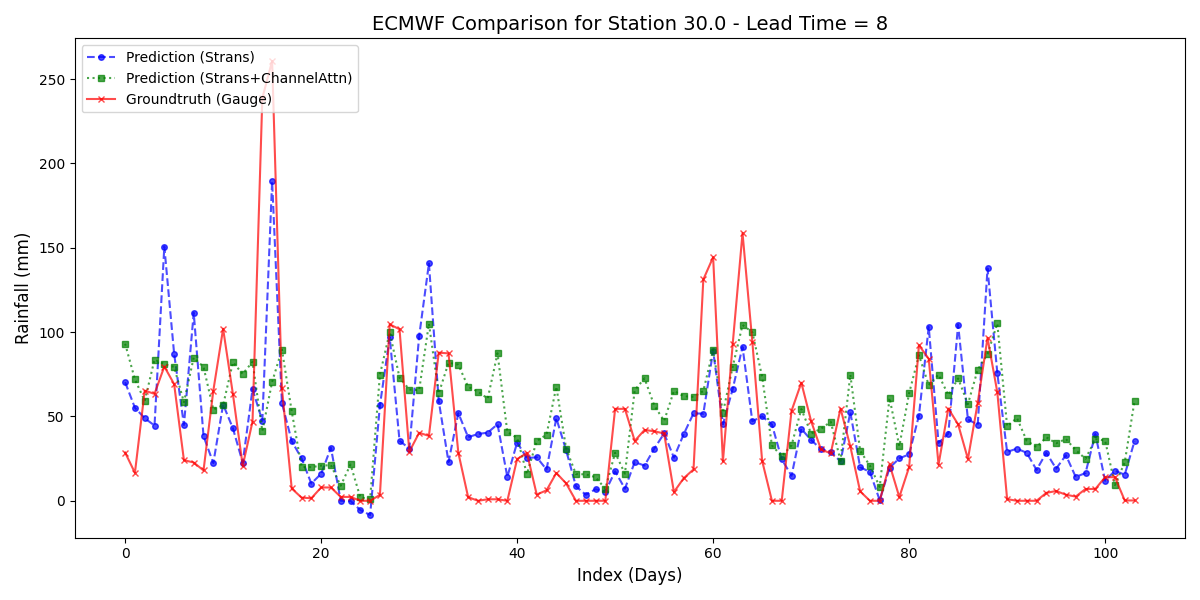 ECMWF Comparison for Station 30.0 - Lead Time = 8
Prediction (Strans)
Prediction (Strans+ChannelAttn)
Groundtruth (Gauge)
Rainfall (mm)
250
200
150
100
50
0
0 20 40 60 80 100
Index (Days)